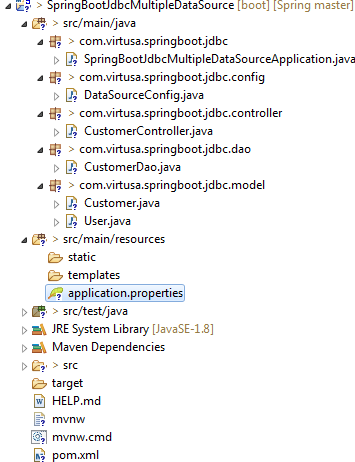 > SpringBootJdbcMultipleDataSource [boot] [Spring master]
> src/main/java
> com.virtusa.springboot.jdbc
> SpringBootJdbcMultipleDataSourceApplication.java
> com.virtusa.springboot.jdbc.config
> DataSourceConfig.java
> com.virtusa.springboot.jdbc.controller
CustomerController.java
> com.virtusa.springboot.jdbc.dao
CustomerDao.java
> com.virtusa.springboot.jdbc.model
Customer.java
User.java
> src/main/resources
static
templates
application.properties
> src/test/java
JRE System Library [JavaSE-1.8]
Maven Dependencies
> src
target
HELP.md
mvnw
mvnw.cmd
pom.xml